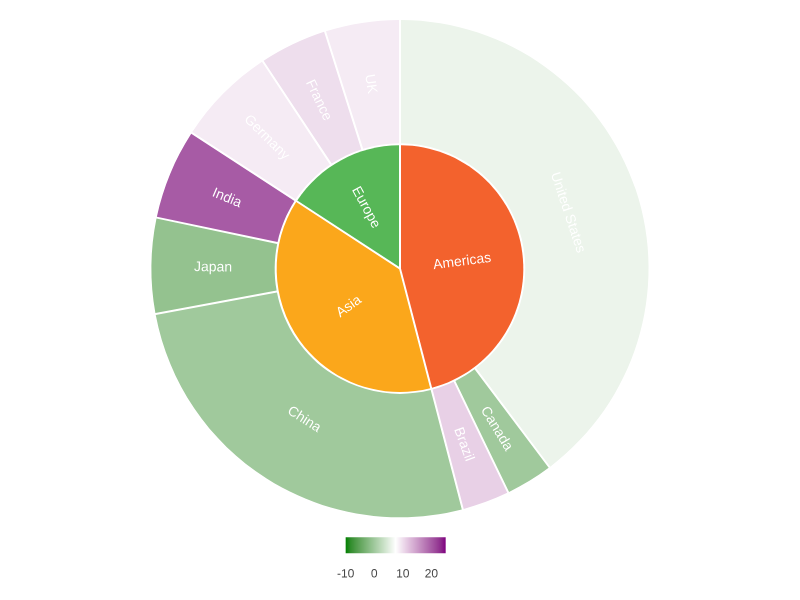 UK
France
Germany
United States
India
Europe
Americas
Japan
Asia
China
Canada
Brazil
-10 0 10 20